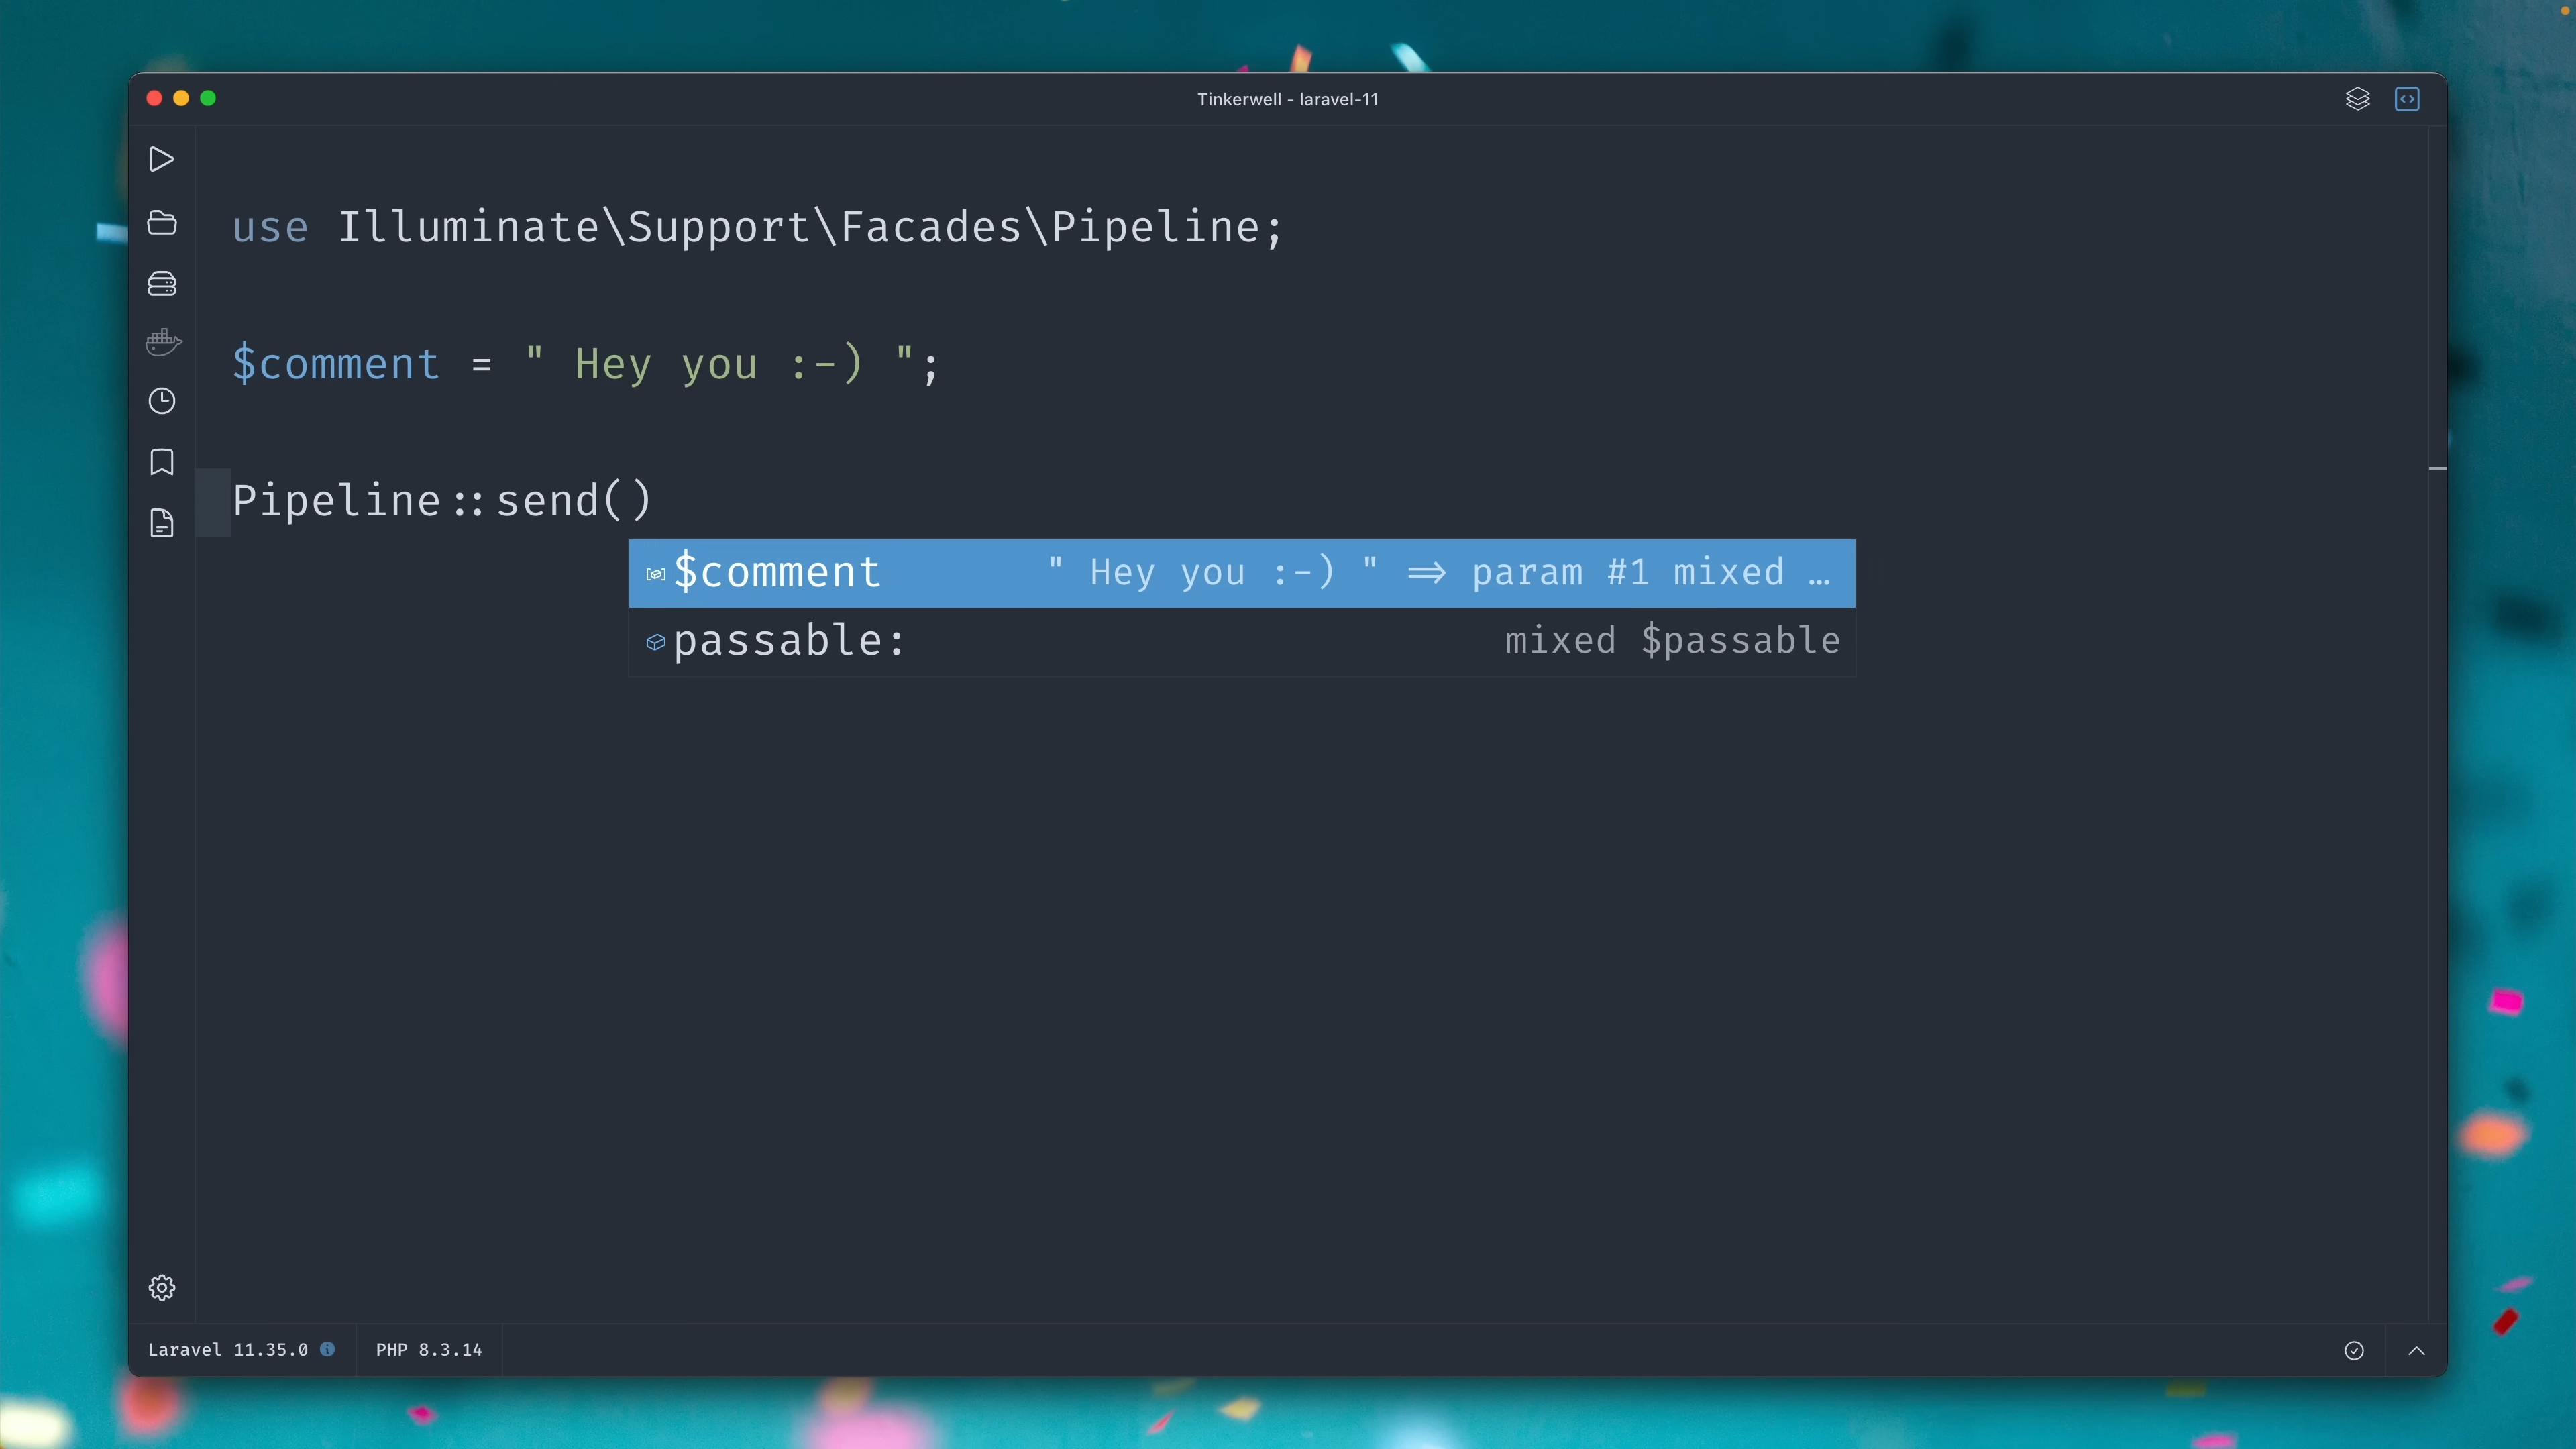 Tinkerwell - laravel-11
use Illuminate\Support\Facades\Pipeline;
$comment = " Hey you :-) ";
Pipeline::send()
$comment " Hey you :-) " => param #1 mixed …
passable: mixed $passable
Laravel 11.35.0 PHP 8.3.14